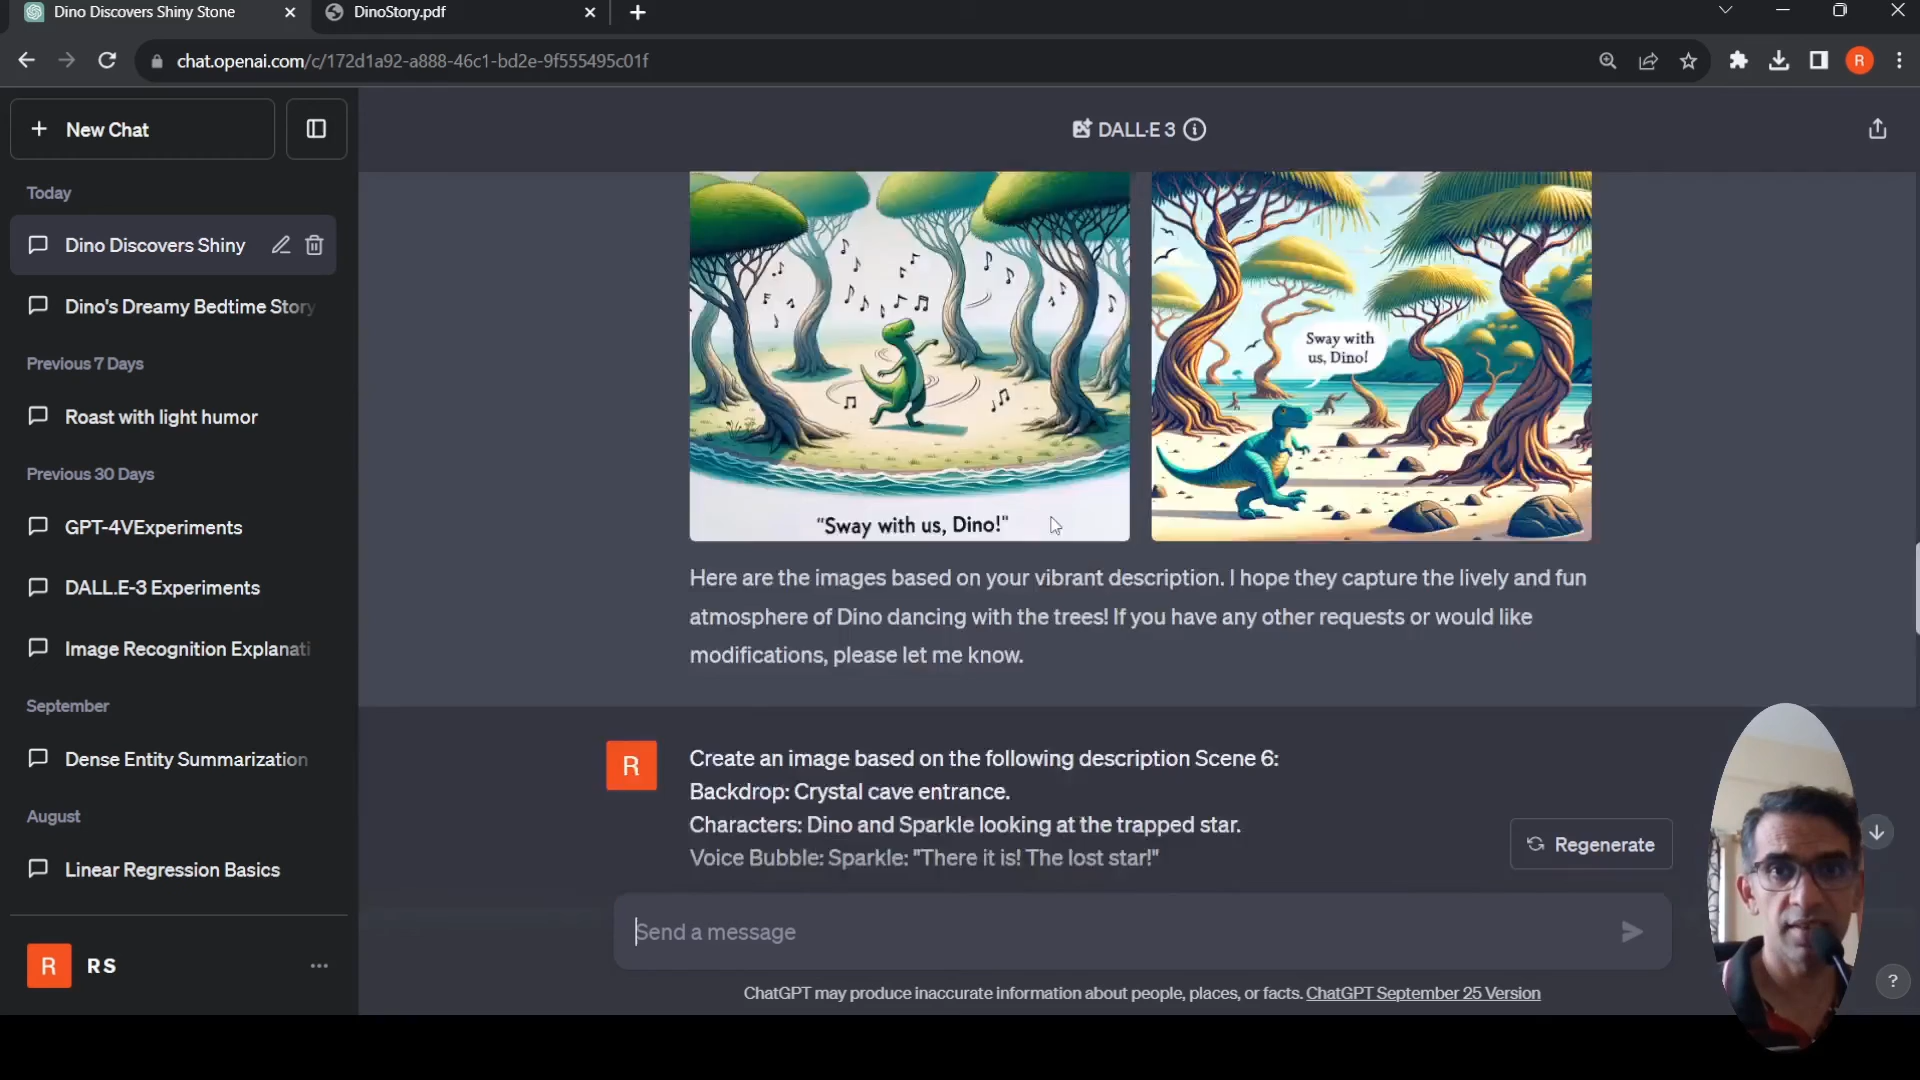 Dino Discovers Shiny Stone
DinoStory.pdf
chat.openai.com/c/172d1a92-a888-46c1-bd2e-9f555495c01f
R
New Chat
DALL·E 3
Today
Dino Discovers Shiny
Dino's Dreamy Bedtime Story
Previous 7 Days
Roast with light humor
Previous 30 Days
GPT-4VExperiments
DALL.E-3 Experiments
Image Recognition Explanati
September
Dense Entity Summarization
August
Linear Regression Basics
R
RS
"Sway with us, Dino!"
Sway with
us, Dino!
Here are the images based on your vibrant description. I hope they capture the lively and fun
atmosphere of Dino dancing with the trees! If you have any other requests or would like
modifications, please let me know.
R
Create an image based on the following description Scene 6:
Backdrop: Crystal cave entrance.
Characters: Dino and Sparkle looking at the trapped star.
Voice Bubble: Sparkle: "There it is! The lost star!"
Regenerate
Send a message
ChatGPT may produce inaccurate information about people, places, or facts. ChatGPT September 25 Version
?